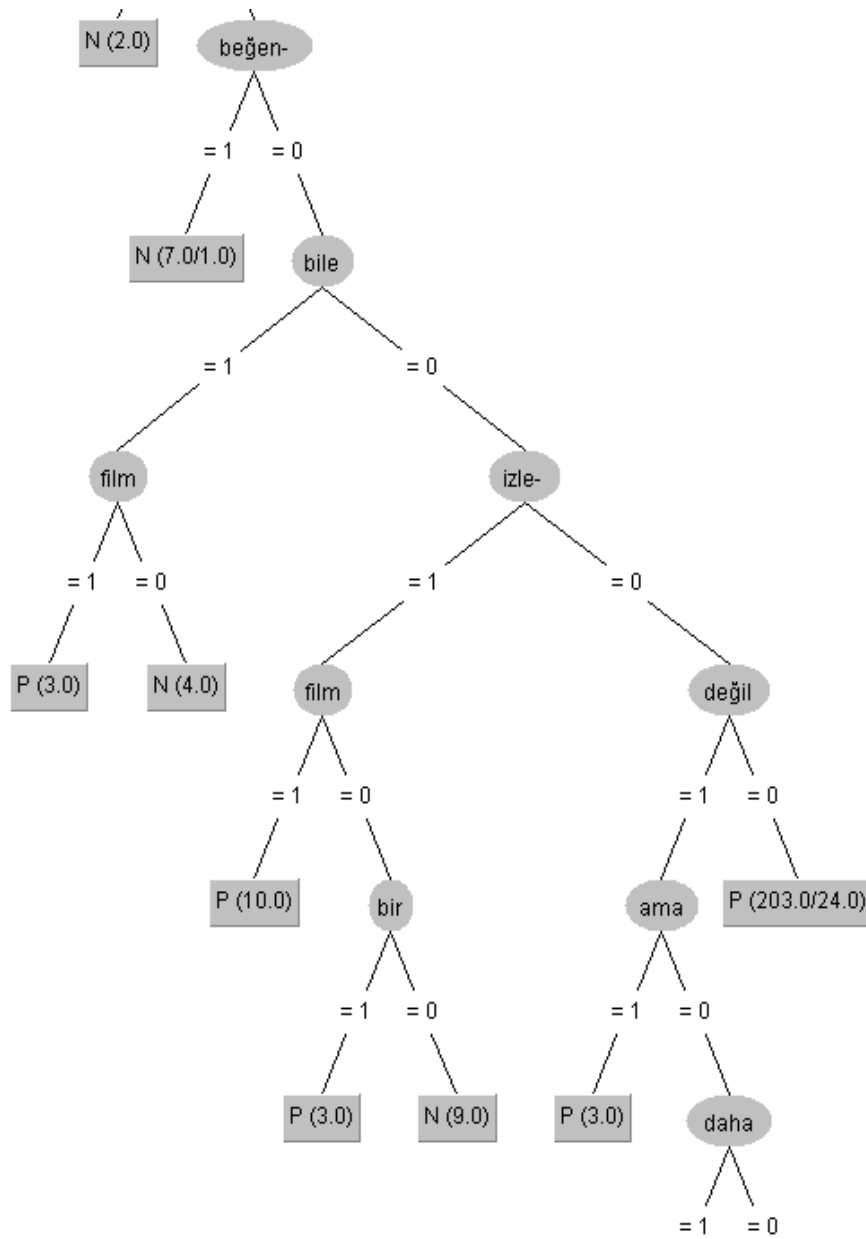 N (2.0) beğen-
= 1 = 0
N (7.0/1.0) bile
= 1 = 0
film izle-
= 1 = 0 = 1 = 0
P (3.0) N (4.0) film değil
= 1 = 0 = 1 = 0
P (10.0) bir ama P (203.0/24.0)
= 1 = 0 = 1 = 0
P (3.0) N (9.0) P (3.0) daha
= 1 = 0